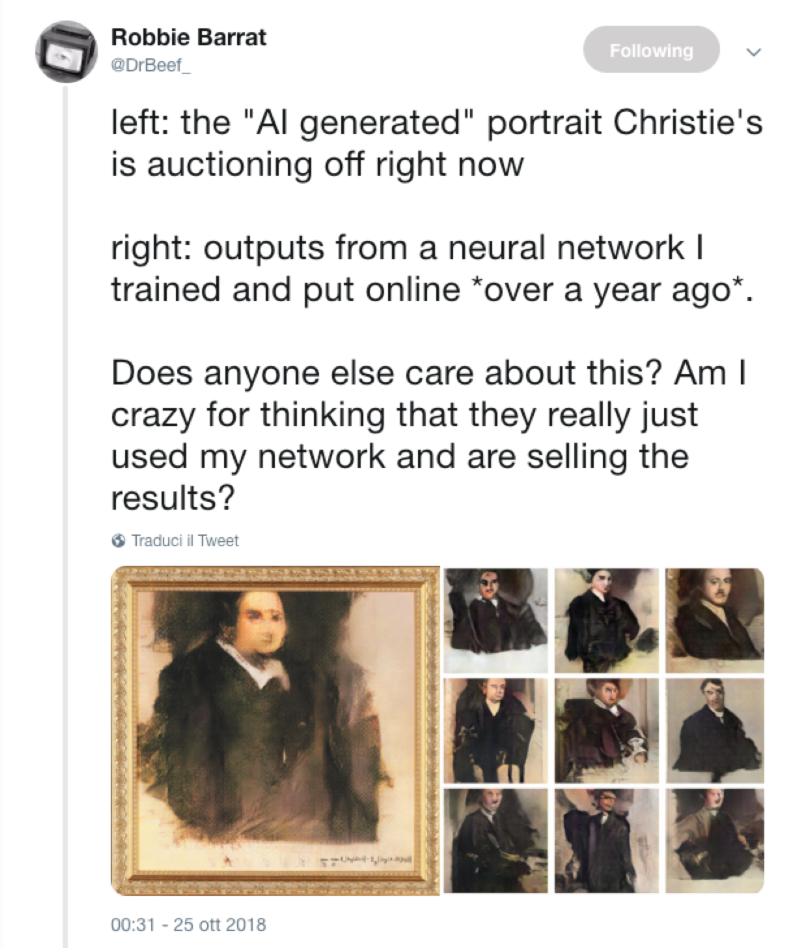 Robbie Barrat
@DrBeef_
Following
left: the "AI generated" portrait Christie's
is auctioning off right now
right: outputs from a neural network I
trained and put online *over a year ago*.
Does anyone else care about this? Am I
crazy for thinking that they really just
used my network and are selling the
results?
Traduci il Tweet
00:31 - 25 ott 2018